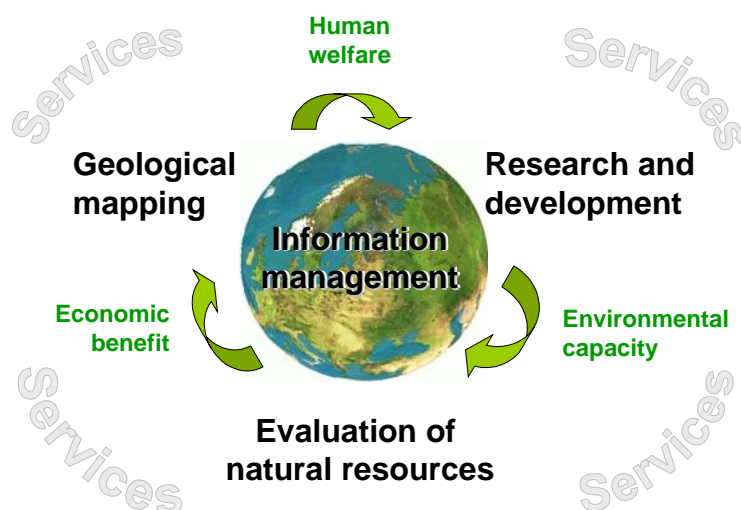 Human
welfare
Services
Services
Geological
mapping
Research and
development
Information
management
Economic
benefit
Environmental
capacity
Evaluation of
natural resources
Services
Services